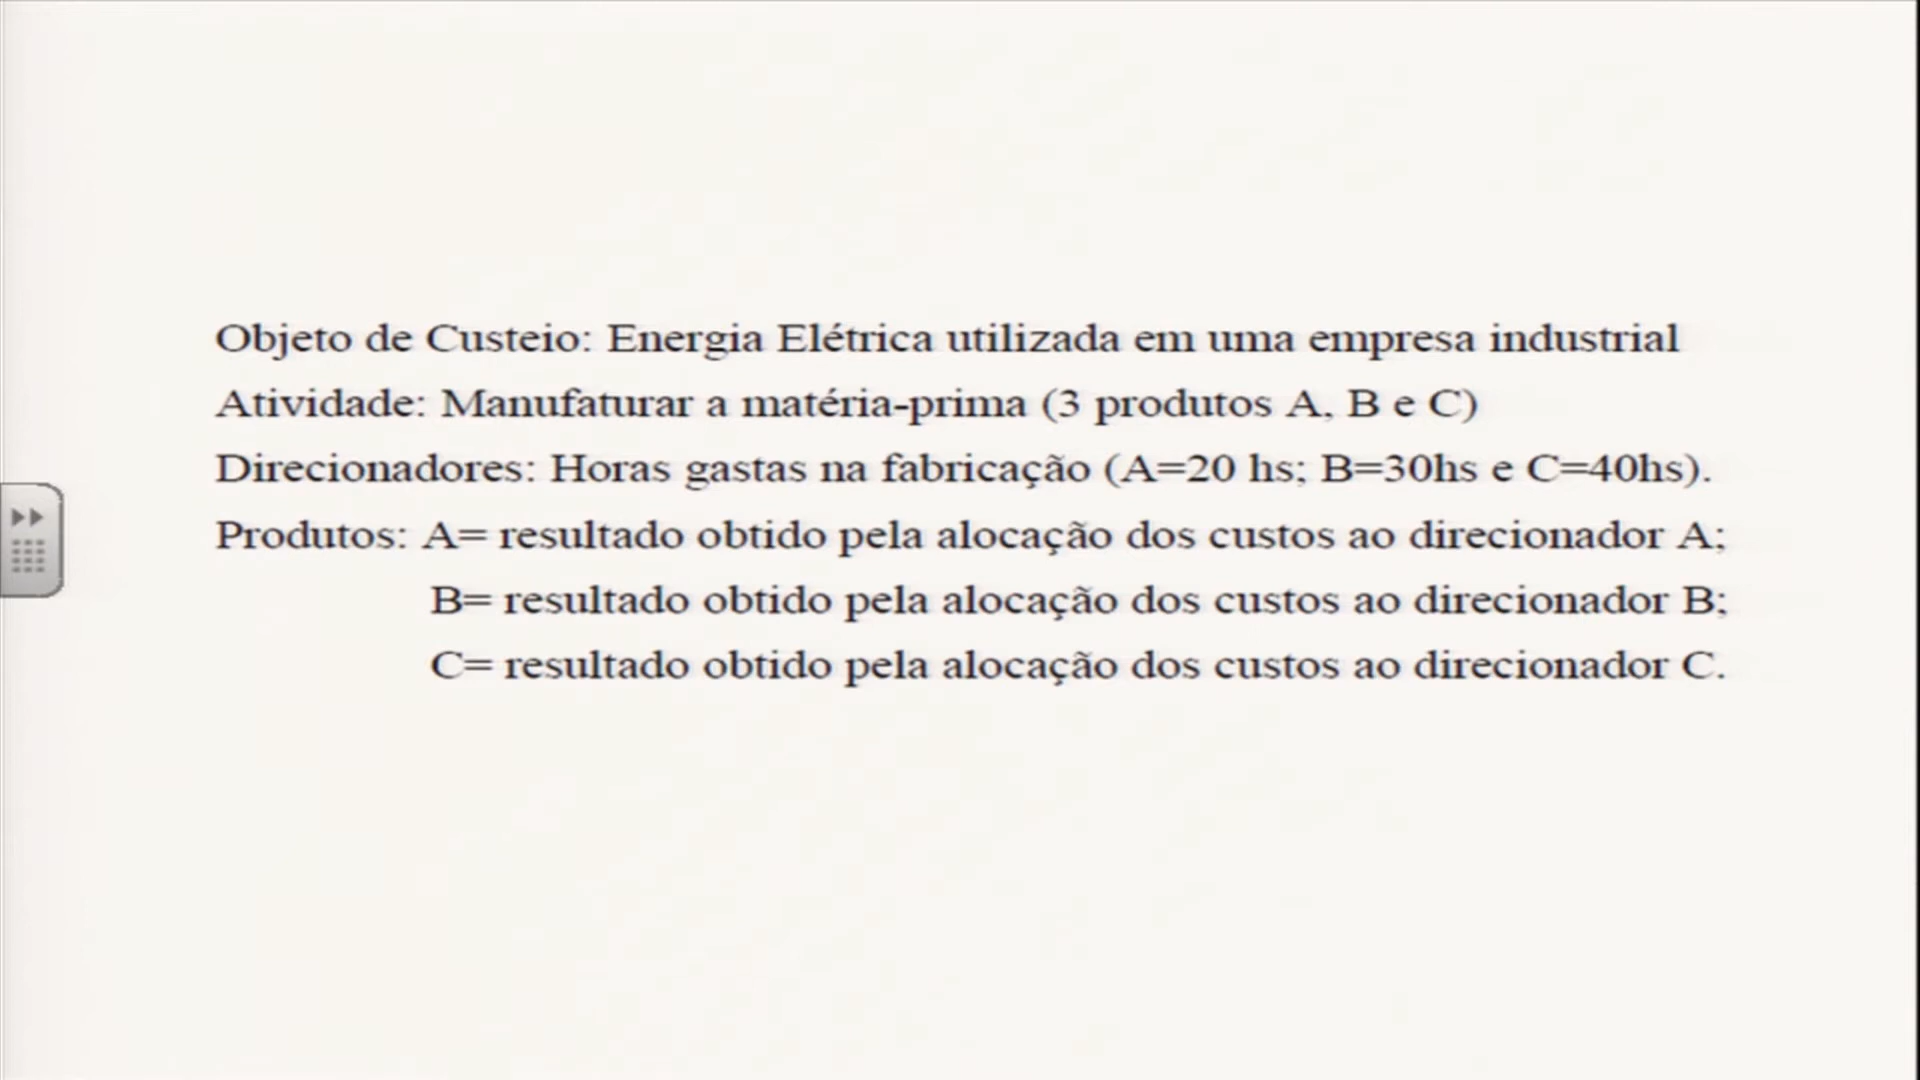 Objeto de Custeio: Energia Elétrica utilizada em uma empresa industrial
Atividade: Manufaturar a matéria-prima (3 produtos A, B e C)
Direcionadores: Horas gastas na fabricação (A=20 hs; B=30hs e C=40hs).
Produtos: A= resultado obtido pela alocação dos custos ao direcionador A;
B= resultado obtido pela alocação dos custos ao direcionador B;
C= resultado obtido pela alocação dos custos ao direcionador C.